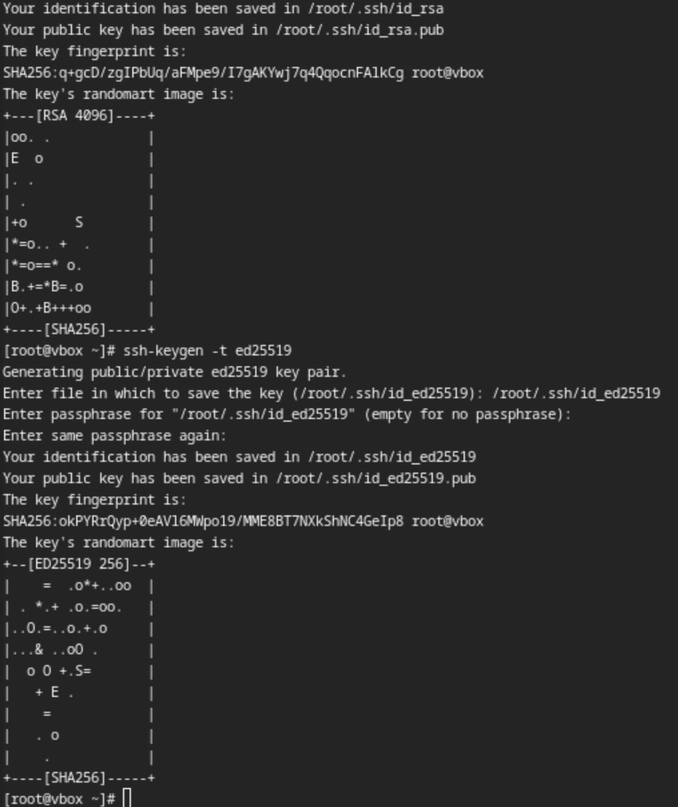 Your identification has been saved in /root/.ssh/id_rsa
Your public key has been saved in /root/.ssh/id_rsa.pub
The key fingerprint is:
SHA256:q+gcD/zgIPbUq/aFMpe9/I7gAKYwj7q4QqocnFAlkCg root@vbox
The key's randomart image is:
+---[RSA 4096]----+
|oo. .            |
|E  o             |
|. .              |
| .               |
|+o      S        |
|*=o.. +  .       |
|*=o==* o.        |
|B.+=*B=.o        |
|O+.+B+++oo       |
+----[SHA256]-----+
[root@vbox ~]# ssh-keygen -t ed25519
Generating public/private ed25519 key pair.
Enter file in which to save the key (/root/.ssh/id_ed25519): /root/.ssh/id_ed25519
Enter passphrase for "/root/.ssh/id_ed25519" (empty for no passphrase):
Enter same passphrase again:
Your identification has been saved in /root/.ssh/id_ed25519
Your public key has been saved in /root/.ssh/id_ed25519.pub
The key fingerprint is:
SHA256:okPYRrQyp+0eAVl6MWpo19/MME8BT7NXkShNC4GeIp8 root@vbox
The key's randomart image is:
+--[ED25519 256]--+
|    =  .o*+..oo  |
| . *.+ .o.=oo.   |
|..O.=..o.+.o     |
|...& ..oO .      |
|  o O +.S=       |
|   + E .         |
|    =            |
|   . o           |
|    .            |
+----[SHA256]-----+
[root@vbox ~]#